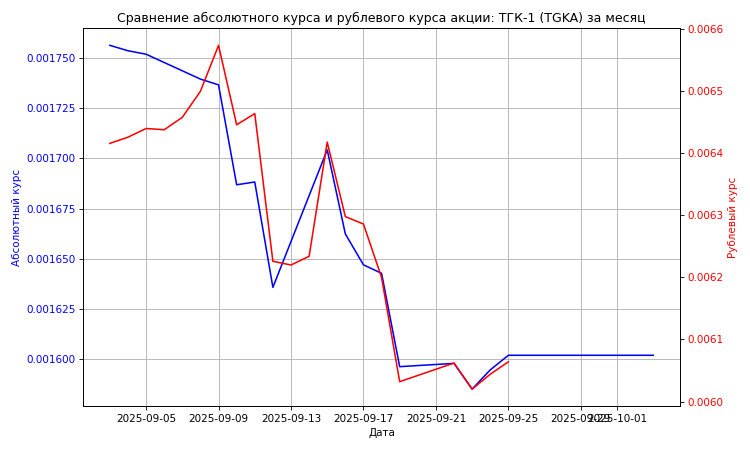 Сравнение абсолютного курса и рублевого курса акции: ТГК-1 (TGKA) за месяц
0.001750
0.001725
0.001700
0.001675
0.001650
0.001625
0.001600
Абсолютный курс
0.0066
0.0065
0.0064
0.0063
0.0062
0.0061
0.0060
Рублевый курс
2025-09-05 2025-09-09 2025-09-13 2025-09-17 2025-09-21 2025-09-25 2025-09-29 2025-10-01
Дата